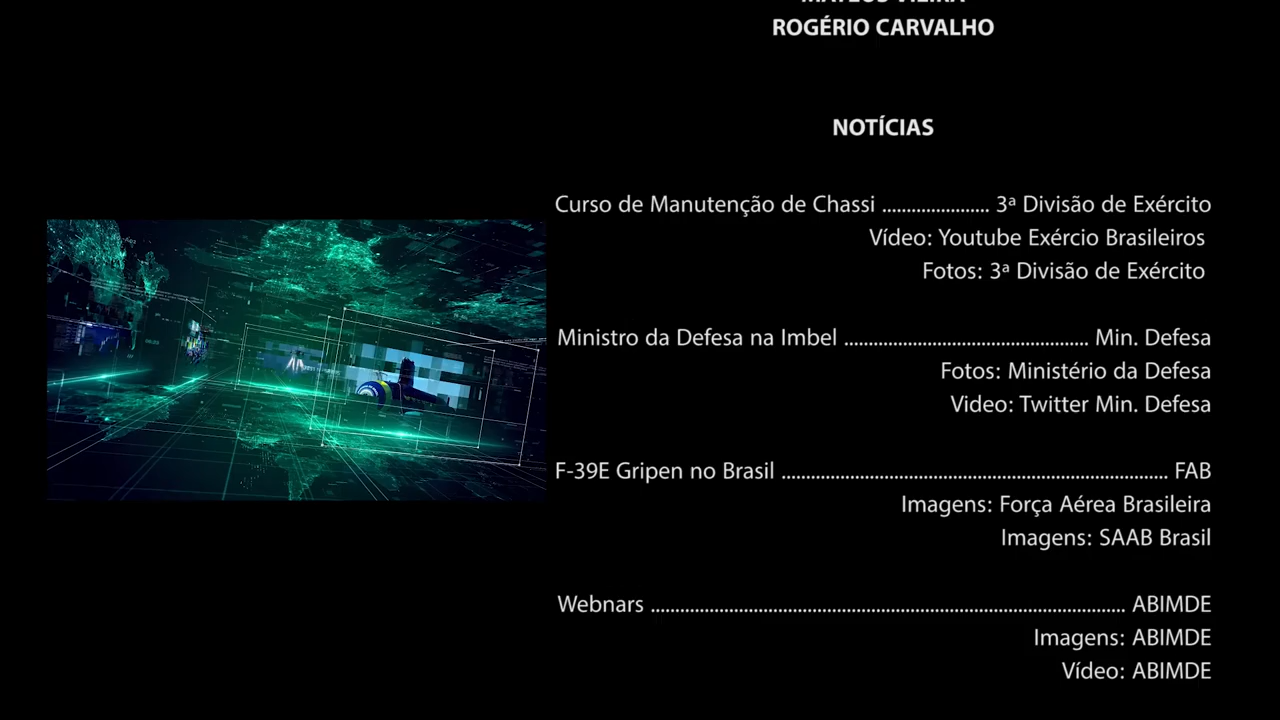 MATEUS VIEIRA
ROGÉRIO CARVALHO
NOTÍCIAS
Curso de Manutenção de Chassi ...................... 3ª Divisão de Exército
Vídeo: Youtube Exércio Brasileiros
Fotos: 3ª Divisão de Exército
Ministro da Defesa na Imbel .................................................. Min. Defesa
Fotos: Ministério da Defesa
Video: Twitter Min. Defesa
F-39E Gripen no Brasil ............................................................................... FAB
Imagens: Força Aérea Brasileira
Imagens: SAAB Brasil
Webnars ................................................................................................. ABIMDE
Imagens: ABIMDE
Vídeo: ABIMDE